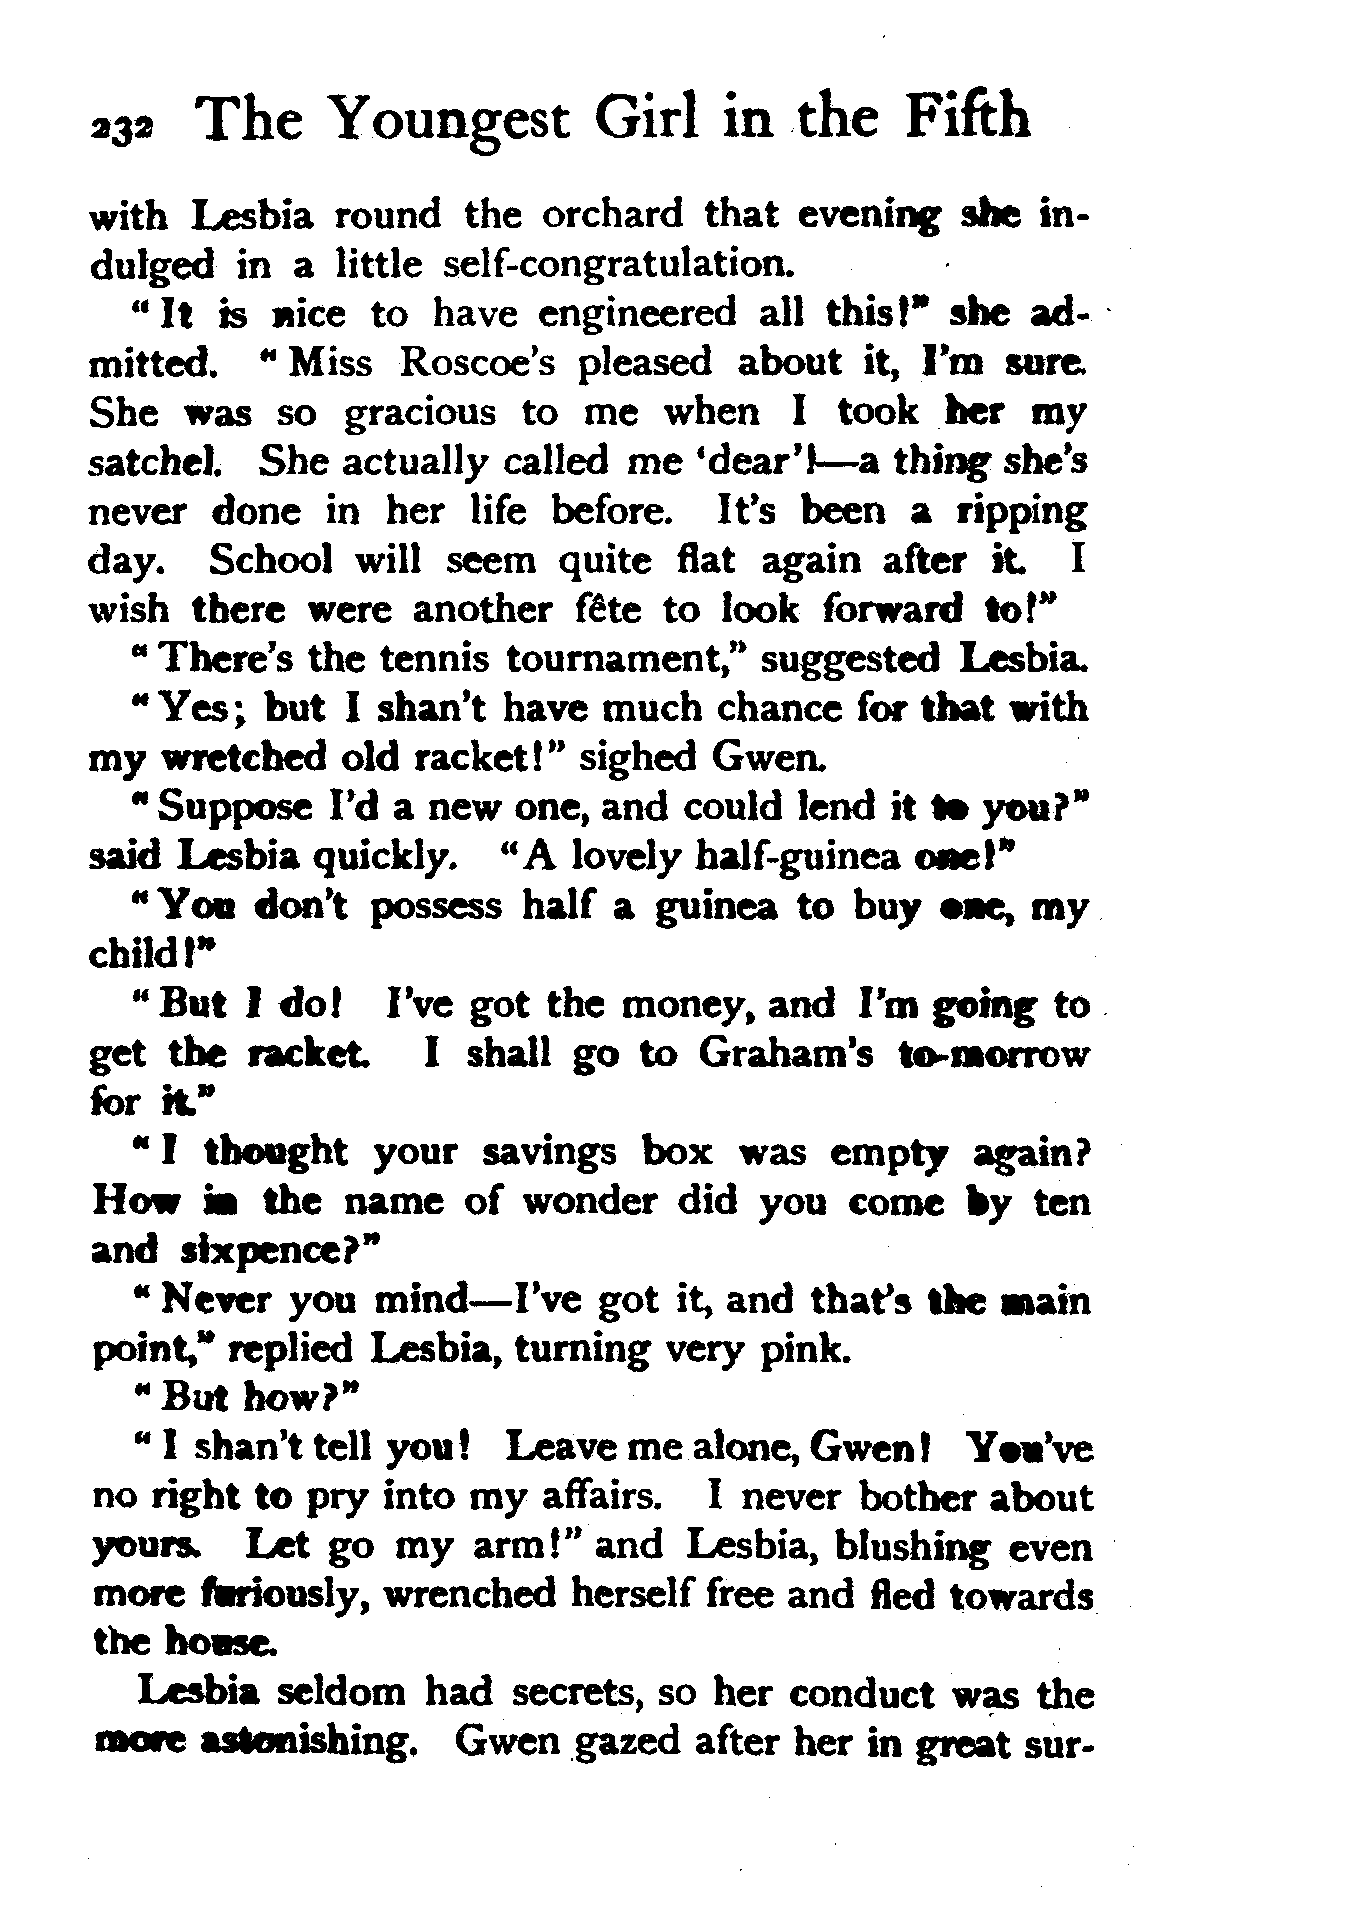 232 The Youngest Girl in the Fifth
with Lesbia round the orchard that evening she in-
dulged in a little self-congratulation.
"It is nice to have engineered all this!" she ad-
mitted. "Miss Roscoe's pleased about it, I'm sure.
She was so gracious to me when I took her my
satchel. She actually called me 'dear'!—a thing she's
never done in her life before. It's been a ripping
day. School will seem quite flat again after it. I
wish there were another fête to look forward to!"
"There's the tennis tournament," suggested Lesbia.
"Yes; but I shan't have much chance for that with
my wretched old racket!" sighed Gwen.
"Suppose I'd a new one, and could lend it to you?"
said Lesbia quickly. "A lovely half-guinea one!"
"You don't possess half a guinea to buy one, my
child!"
"But I do! I've got the money, and I'm going to
get the racket. I shall go to Graham's to-morrow
for it."
"I thought your savings box was empty again?
How in the name of wonder did you come by ten
and sixpence?"
"Never you mind—I've got it, and that's the main
point," replied Lesbia, turning very pink.
"But how?"
"I shan't tell you! Leave me alone, Gwen! You've
no right to pry into my affairs. I never bother about
yours. Let go my arm!" and Lesbia, blushing even
more furiously, wrenched herself free and fled towards
the house.
Lesbia seldom had secrets, so her conduct was the
more astonishing. Gwen gazed after her in great sur-